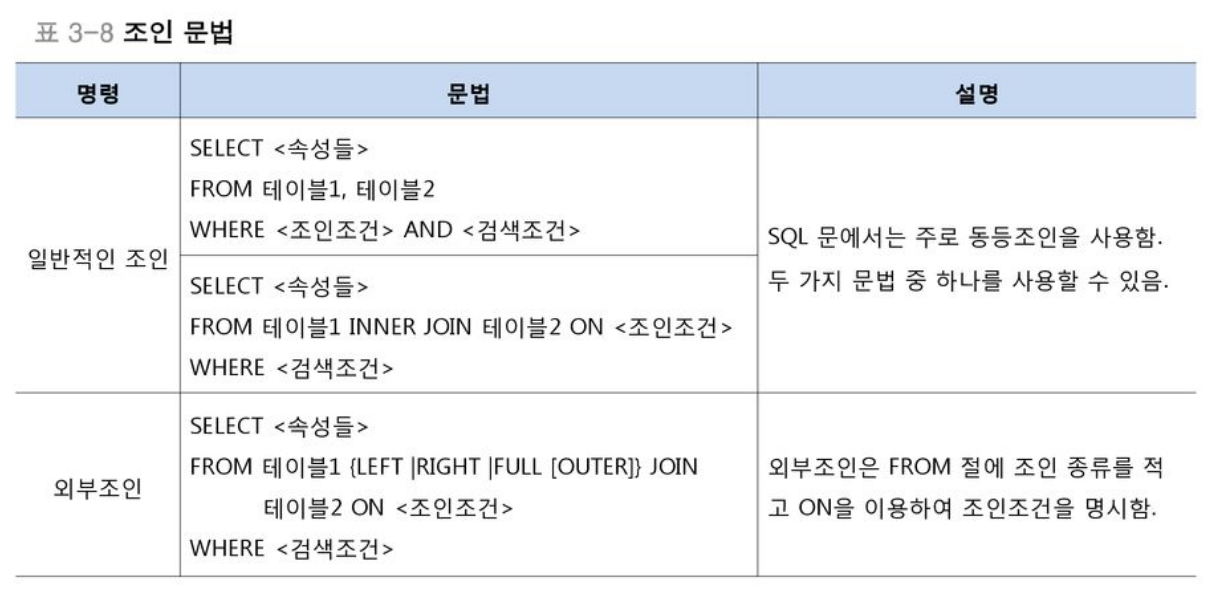 표 3-8 조인 문법
명령 문법 설명
SELECT <속성들>
FROM 테이블1, 테이블2
WHERE <조인조건> AND <검색조건>
일반적인 조인
SELECT <속성들>
FROM 테이블1 INNER JOIN 테이블2 ON <조인조건>
WHERE <검색조건>
SQL 문에서는 주로 동등조인을 사용함.
두 가지 문법 중 하나를 사용할 수 있음.
외부조인
SELECT <속성들>
FROM 테이블1 {LEFT |RIGHT |FULL [OUTER]} JOIN
테이블2 ON <조인조건>
WHERE <검색조건>
외부조인은 FROM 절에 조인 종류를 적
고 ON을 이용하여 조인조건을 명시함.